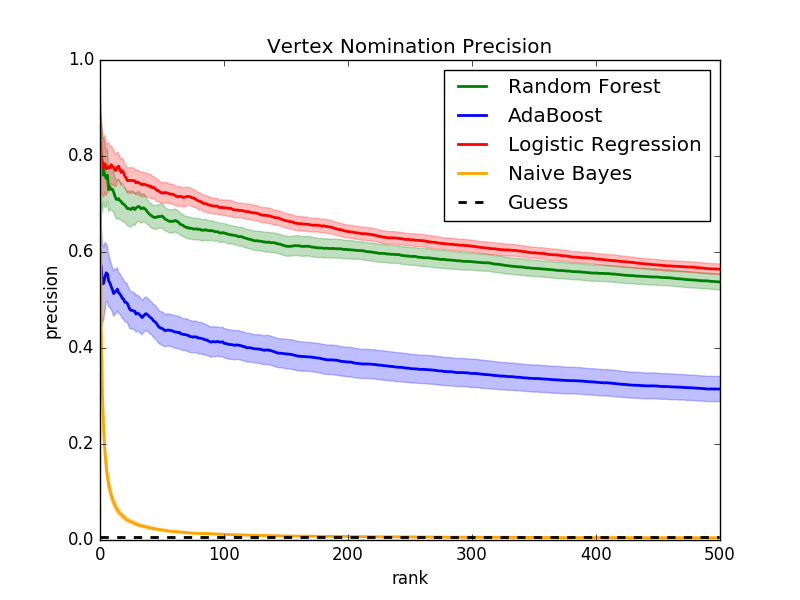 Vertex Nomination Precision
1.0
0.8
0.6
0.4
0.2
0.0
precision
Random Forest
AdaBoost
Logistic Regression
Naive Bayes
Guess
0 100 200 300 400 500
rank